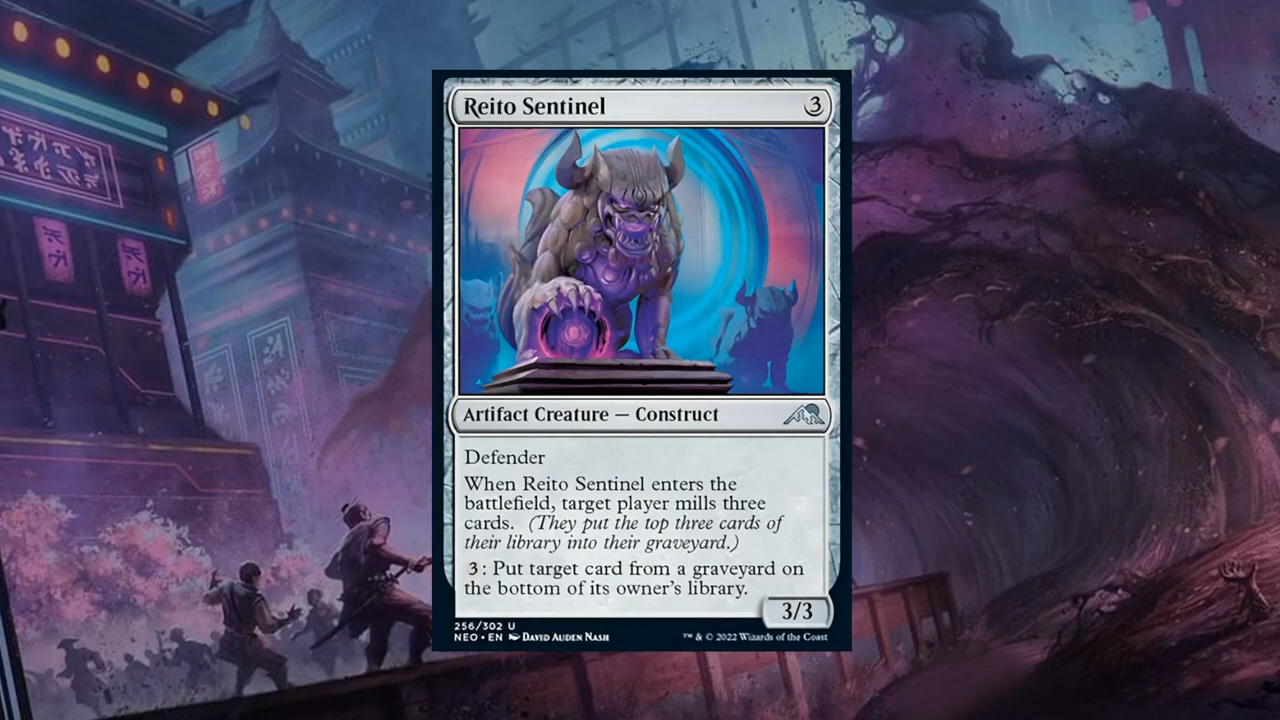 Reito Sentinel 3
Artifact Creature — Construct
Defender
When Reito Sentinel enters the
battlefield, target player mills three
cards. (They put the top three cards of
their library into their graveyard.)
3: Put target card from a graveyard on
the bottom of its owner's library.
3/3
256/302 U
NEO • EN David Auden Nash
™ & © 2022 Wizards of the Coast